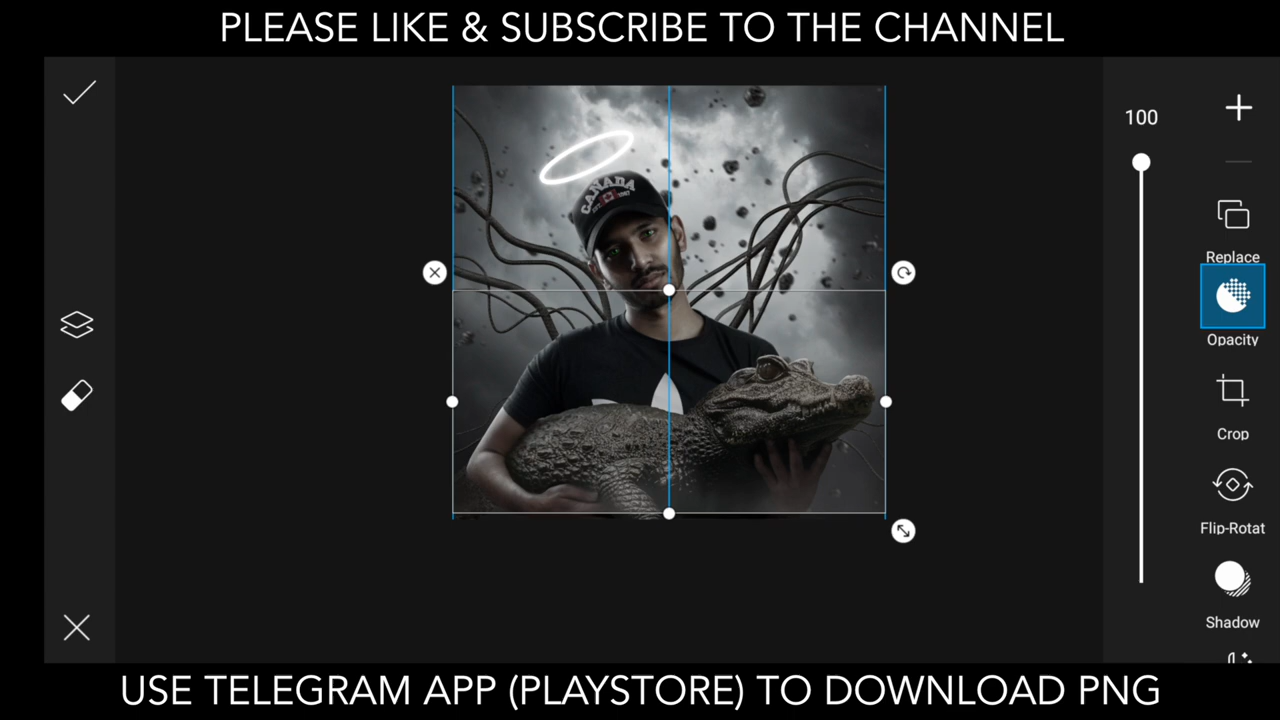 PLEASE LIKE & SUBSCRIBE TO THE CHANNEL
100
Replace
Opacity
Crop
Flip-Rotat
Shadow
CANADA
USE TELEGRAM APP (PLAYSTORE) TO DOWNLOAD PNG